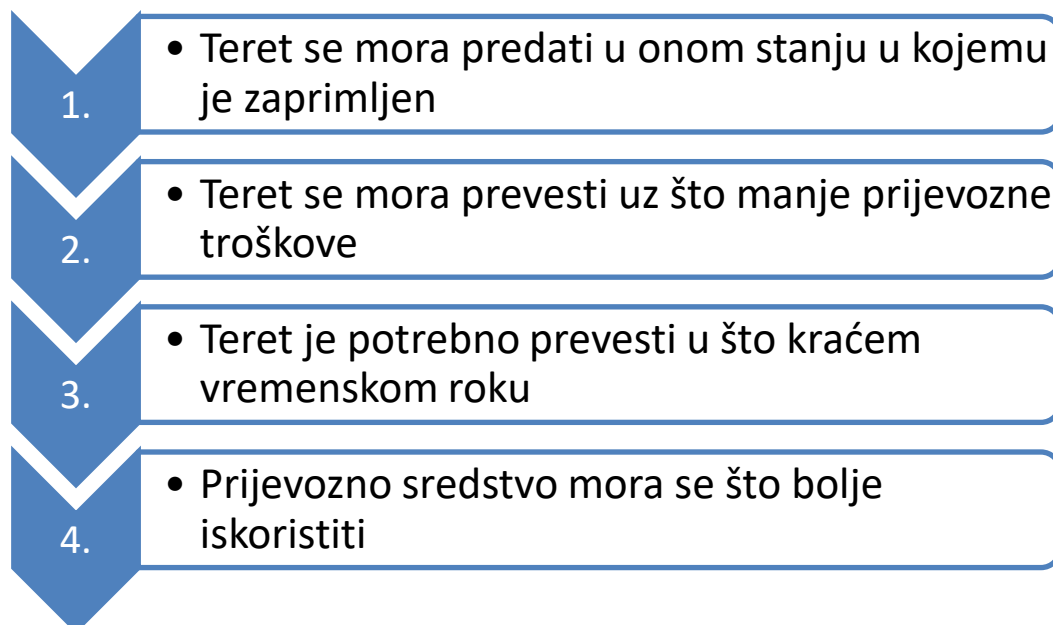 1.
• Teret se mora predati u onom stanju u kojemu
je zaprimljen
2.
• Teret se mora prevesti uz što manje prijevozne
troškove
3.
• Teret je potrebno prevesti u što kraćem
vremenskom roku
4.
• Prijevozno sredstvo mora se što bolje
iskoristiti